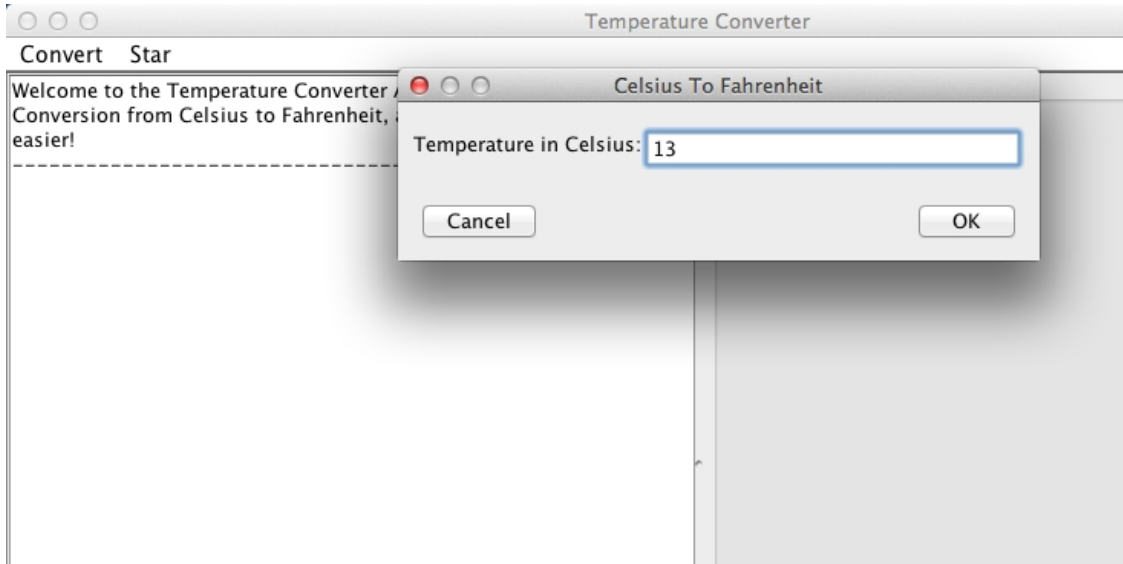 Temperature Converter
Convert Star
Welcome to the Temperature Converter
Conversion from Celsius to Fahrenheit,
easier!
--------------------------------
Celsius To Fahrenheit
Temperature in Celsius: 13
Cancel OK